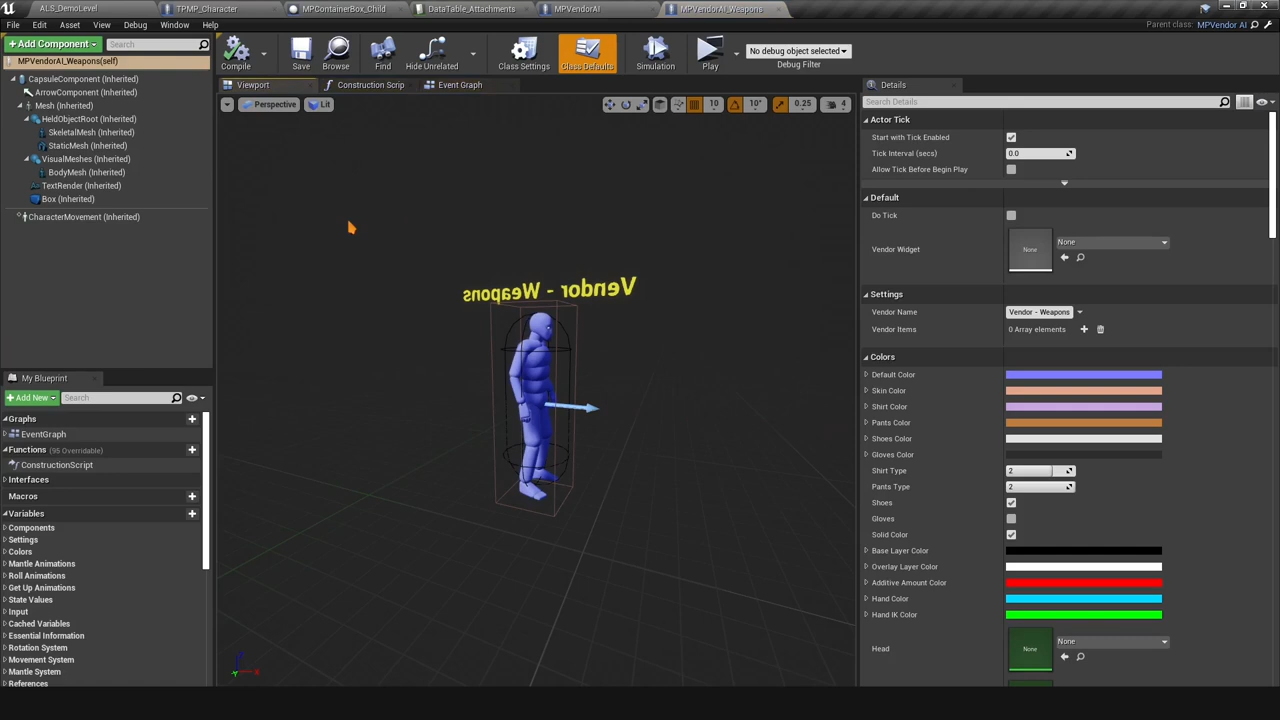 ALS_DemoLevel
TPMP_Character
MPContainerBox_Child
DataTable_Attachments
MPVendorAI
MPVendorAI_Weapons
File Edit Asset View Debug Window Help
Parent class: MPVendor AI
+ Add Component
Search
MPVendorAI_Weapons(self)
CapsuleComponent (Inherited)
ArrowComponent (Inherited)
Mesh (Inherited)
HeldObjectRoot (Inherited)
SkeletalMesh (Inherited)
StaticMesh (Inherited)
VisualMeshes (Inherited)
BodyMesh (Inherited)
TextRender (Inherited)
Box (Inherited)
CharacterMovement (Inherited)
My Blueprint
+ Add New
Search
Graphs
EventGraph
Functions (95 Overridable)
ConstructionScript
Interfaces
Macros
Variables
Components
Settings
Colors
Mantle Animations
Roll Animations
Get Up Animations
State Values
Input
Cached Variables
Essential Information
Rotation System
Movement System
Mantle System
References
Compile
Save
Browse
Find
Hide Unrelated
Class Settings
Class Defaults
Simulation
Play
No debug object selected
Debug Filter
Viewport
Construction Scrip
Event Graph
Perspective
Lit
10
10°
0.25
4
Vendor - Weapons
Details
Search Details
Actor Tick
Start with Tick Enabled
Tick Interval (secs) 0.0
Allow Tick Before Begin Play
Default
Do Tick
Vendor Widget None None
Settings
Vendor Name Vendor - Weapons
Vendor Items 0 Array elements
Colors
Default Color
Skin Color
Shirt Color
Pants Color
Shoes Color
Gloves Color
Shirt Type 2
Pants Type 2
Shoes
Gloves
Solid Color
Base Layer Color
Overlay Layer Color
Additive Amount Color
Hand Color
Hand IK Color
Head None None